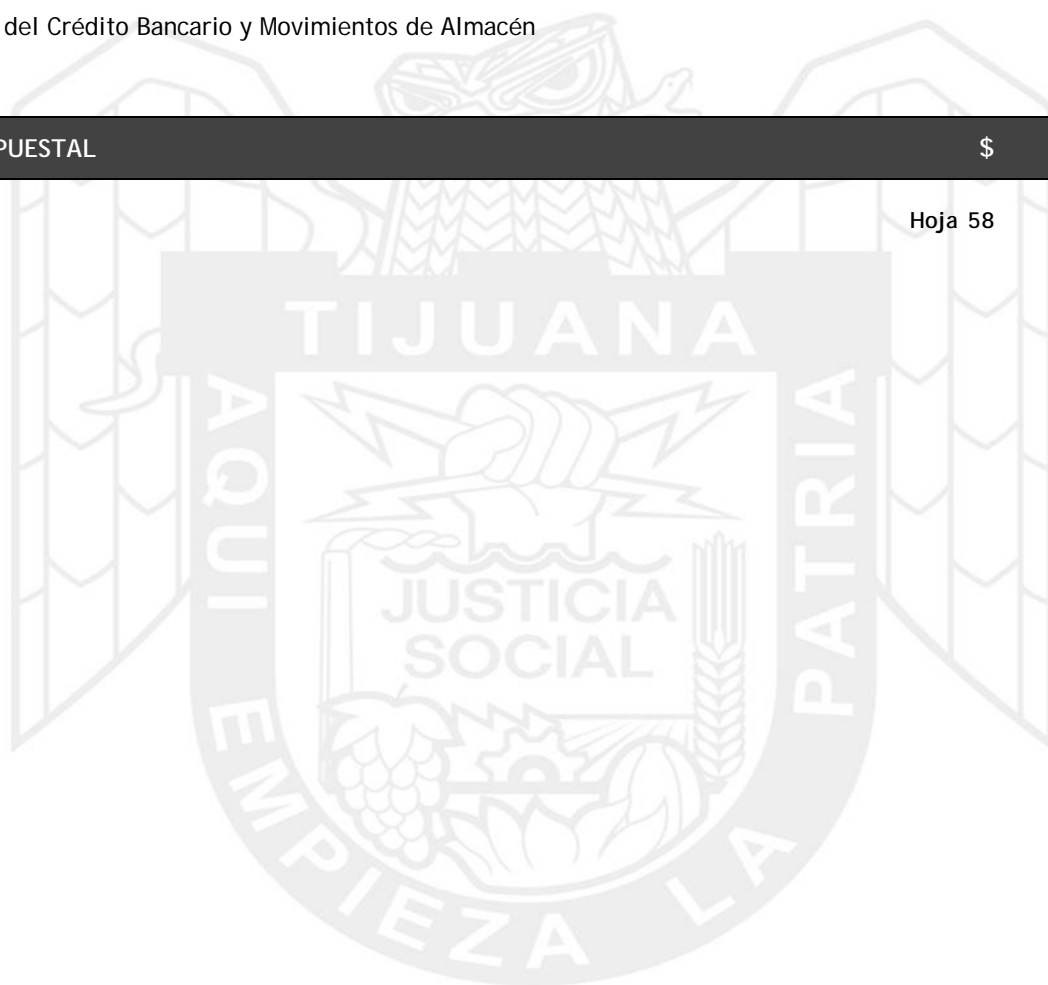 del Crédito Bancario y Movimientos de Almacén
PUESTAL $
Hoja 58
TIJUANA
AQUI EMPIEZA LA PATRIA
JUSTICIA
SOCIAL